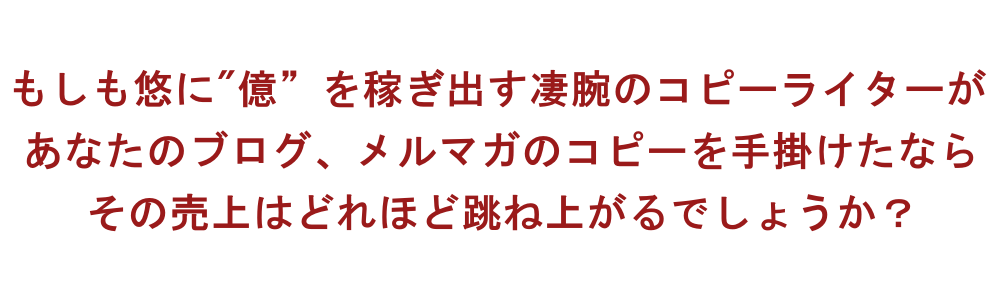 もしも悠に"億”を稼ぎ出す凄腕のコピーライターが
あなたのブログ、メルマガのコピーを手掛けたなら
その売上はどれほど跳ね上がるでしょうか？